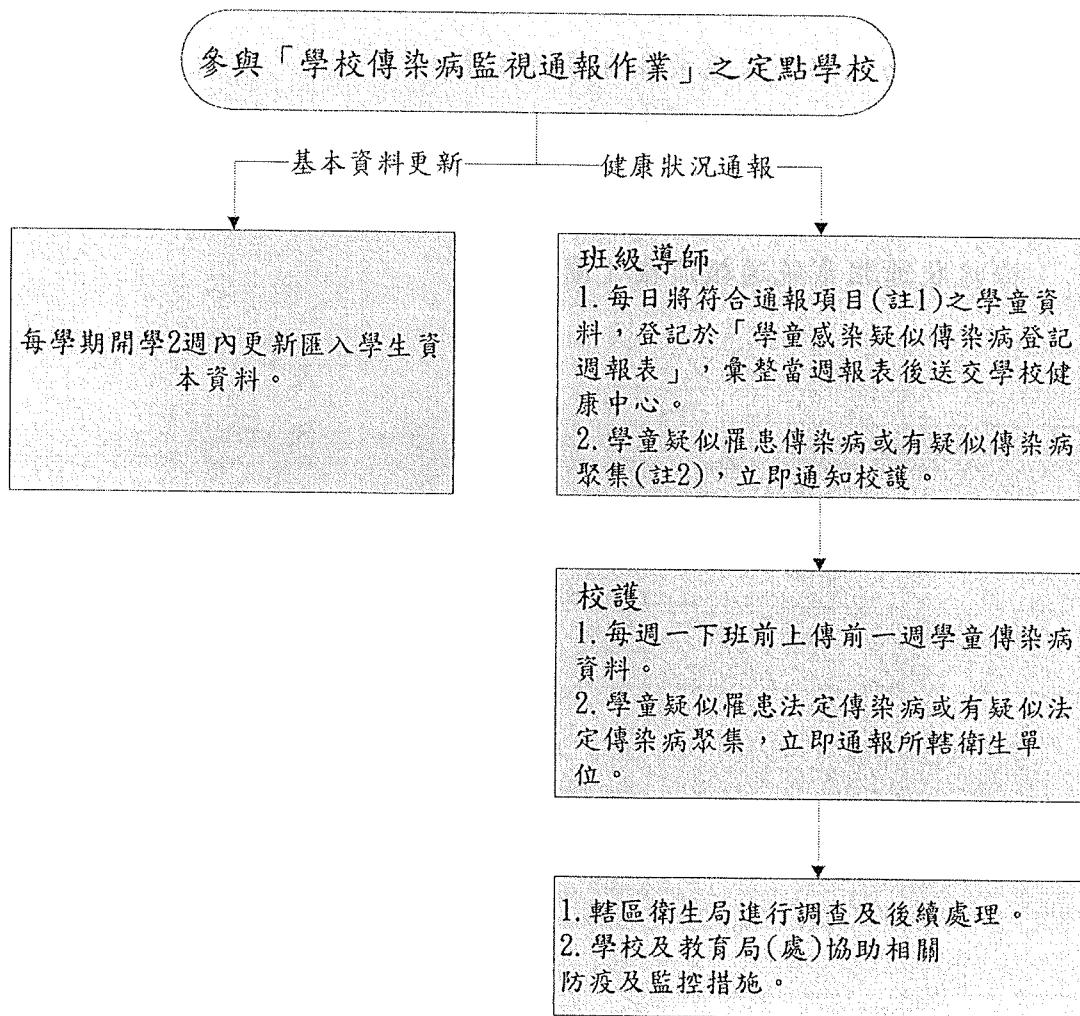 參與「學校傳染病監視通報作業」之定點學校
基本資料更新
健康狀況通報
每學期開學2週內更新匯入學生資
本資料。
班級導師
1. 每日將符合通報項目(註1)之學童資
料，登記於「學童感染疑似傳染病登記
週報表」，彙整當週報表後送交學校健
康中心。
2. 學童疑似罹患傳染病或有疑似傳染病
聚集(註2)，立即通知校護。
校護
1. 每週一下班前上傳前一週學童傳染病
資料。
2. 學童疑似罹患法定傳染病或有疑似法
定傳染病聚集，立即通報所轄衛生單
位。
1. 轄區衛生局進行調查及後續處理。
2. 學校及教育局(處)協助相關
防疫及監控措施。